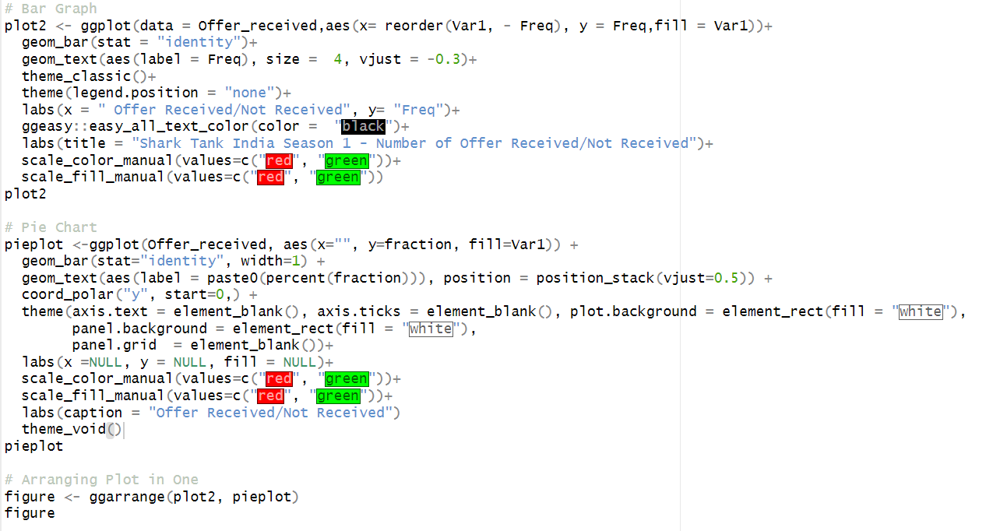 # Bar Graph
plot2 <- ggplot(data = Offer_received,aes(x= reorder(Var1, - Freq), y = Freq,fill = Var1))+
  geom_bar(stat = "identity")+
  geom_text(aes(label = Freq), size =  4, vjust = -0.3)+
  theme_classic()+
  theme(legend.position = "none")+
  labs(x = " Offer Received/Not Received", y= "Freq")+
  ggeasy::easy_all_text_color(color =  "black")+
  labs(title = "Shark Tank India Season 1 - Number of Offer Received/Not Received")+
  scale_color_manual(values=c("red", "green"))+
  scale_fill_manual(values=c("red", "green"))
plot2

# Pie Chart
pieplot <-ggplot(Offer_received, aes(x="", y=fraction, fill=Var1)) +
  geom_bar(stat="identity", width=1) +
  geom_text(aes(label = paste0(percent(fraction))), position = position_stack(vjust=0.5)) +
  coord_polar("y", start=0,) +
  theme(axis.text = element_blank(), axis.ticks = element_blank(), plot.background = element_rect(fill = "white"),
        panel.background = element_rect(fill = "white"),
        panel.grid  = element_blank())+
  labs(x =NULL, y = NULL, fill = NULL)+
  scale_color_manual(values=c("red", "green"))+
  scale_fill_manual(values=c("red", "green"))+
  labs(caption = "Offer Received/Not Received")
  theme_void()
pieplot

# Arranging Plot in One
figure <- ggarrange(plot2, pieplot)
figure